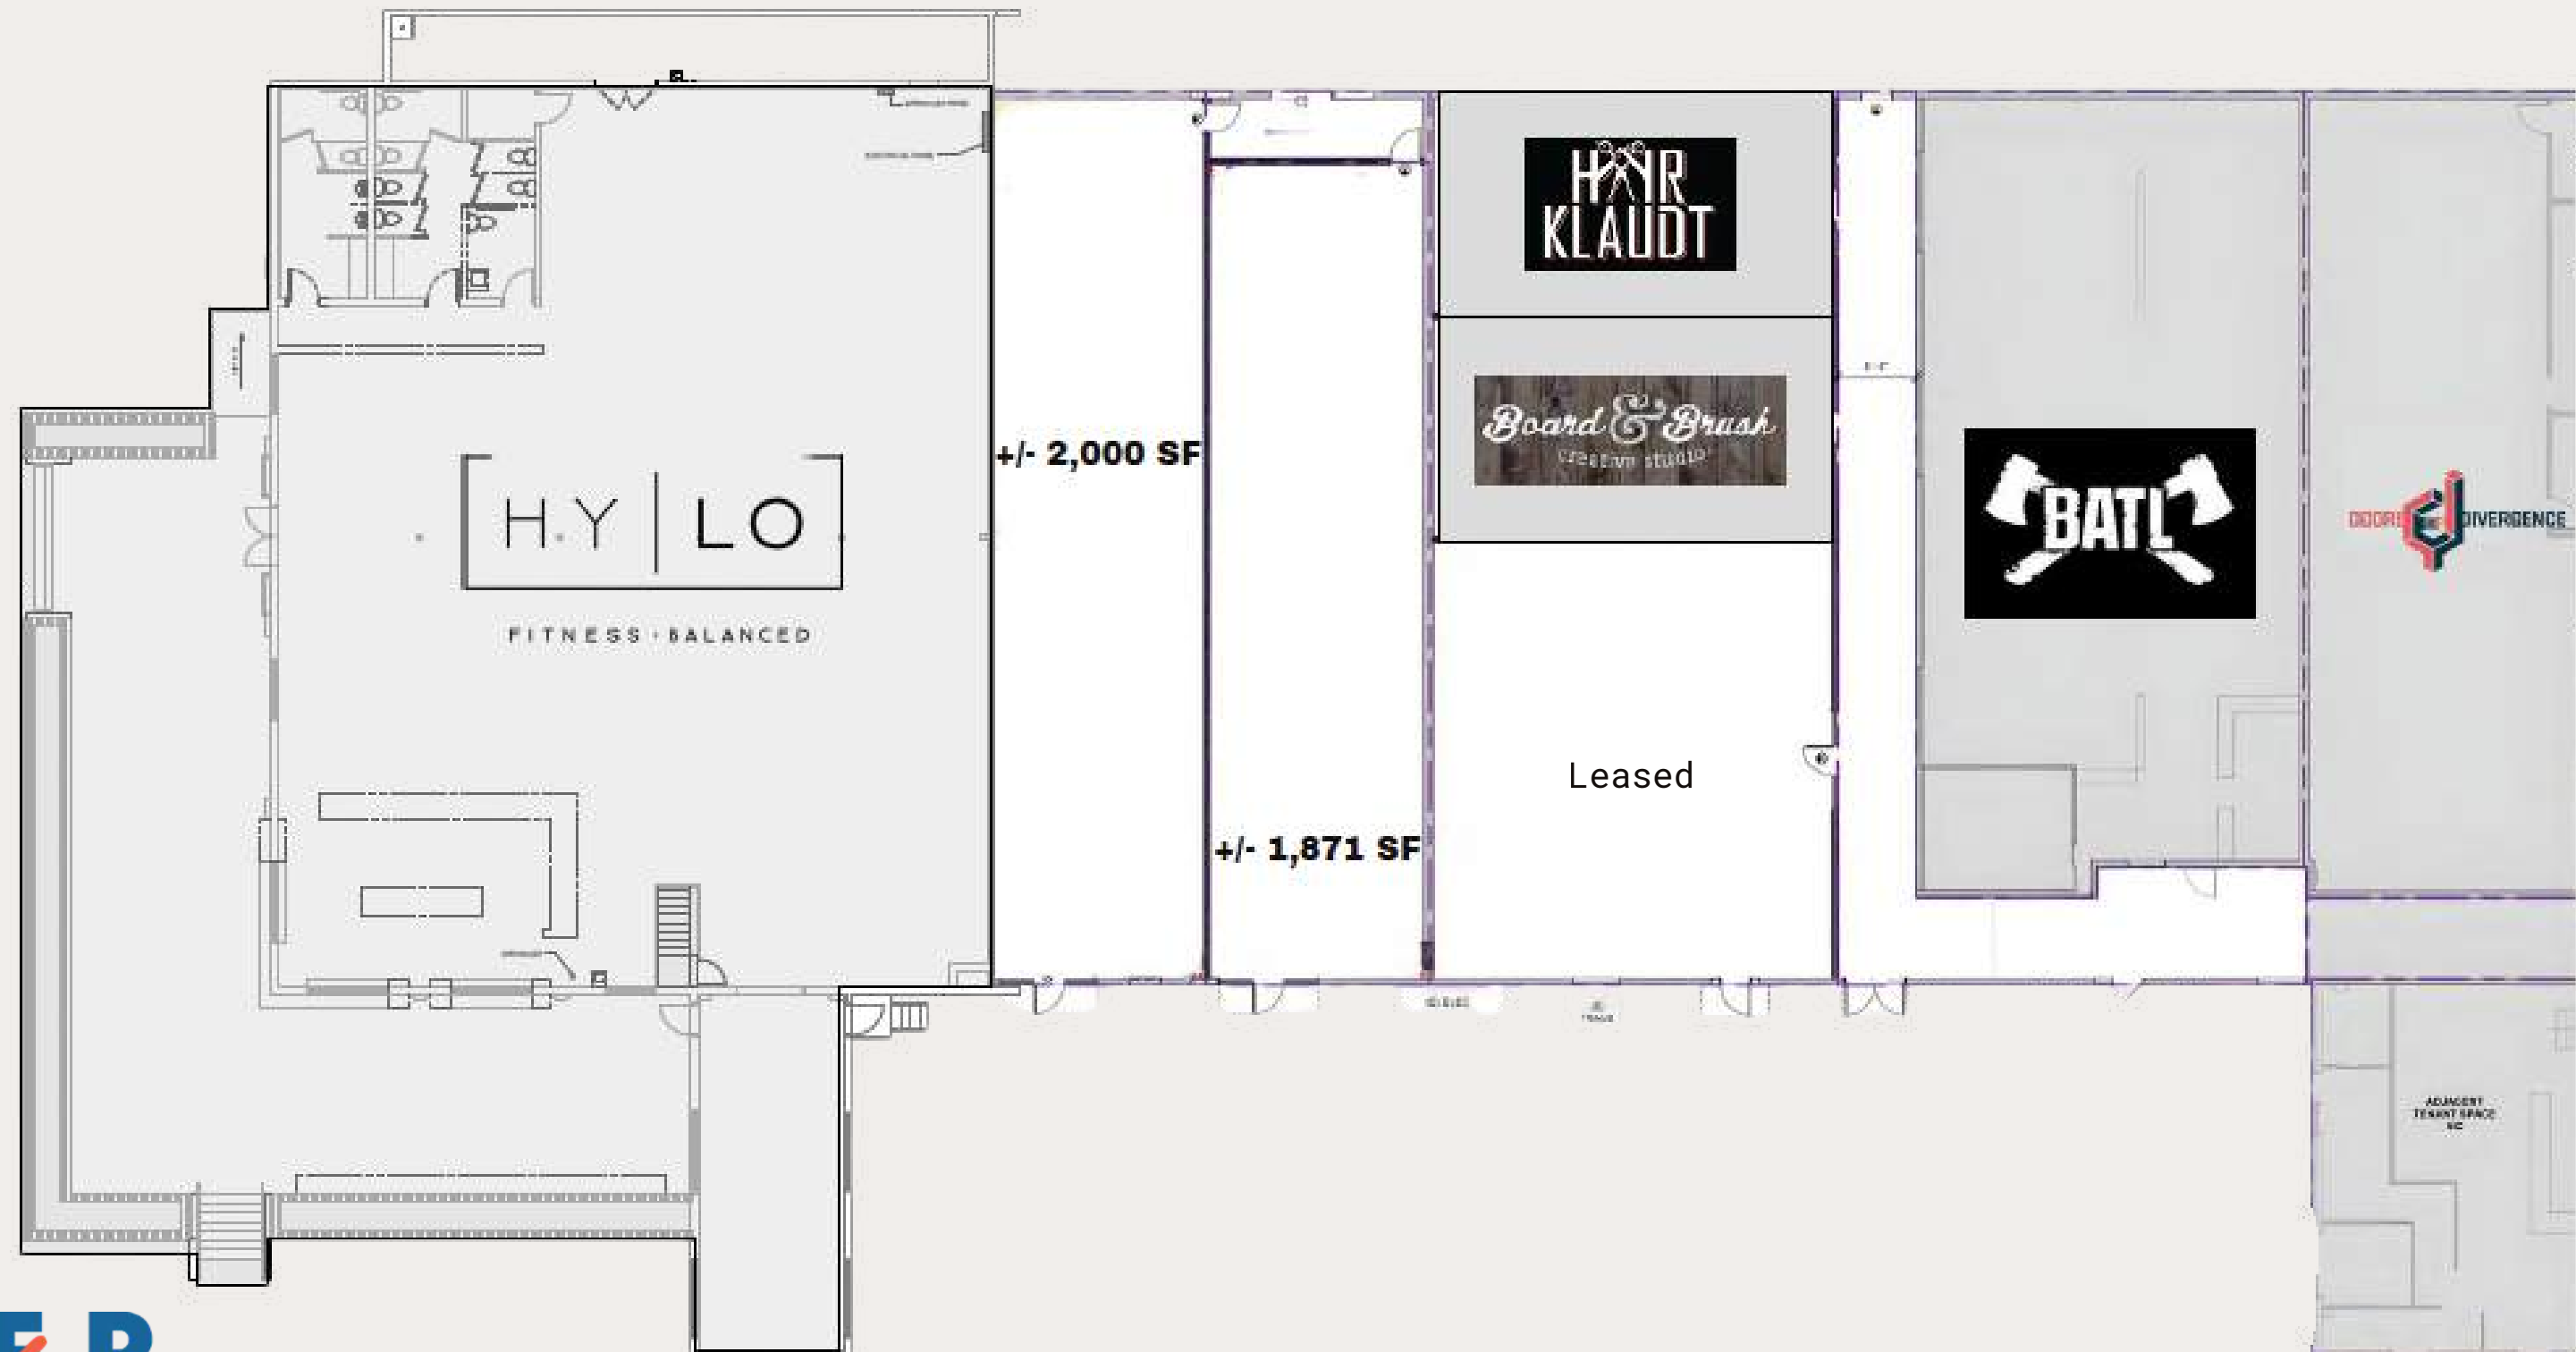 HAIR
KLAUDT
Board & Brush
creative studio
+/- 2,000 SF
H.Y | LO
FITNESS · BALANCED
BATL
DOORS DIVERGENCE
Leased
+/- 1,871 SF
ADJACENT
TENANT SPACE